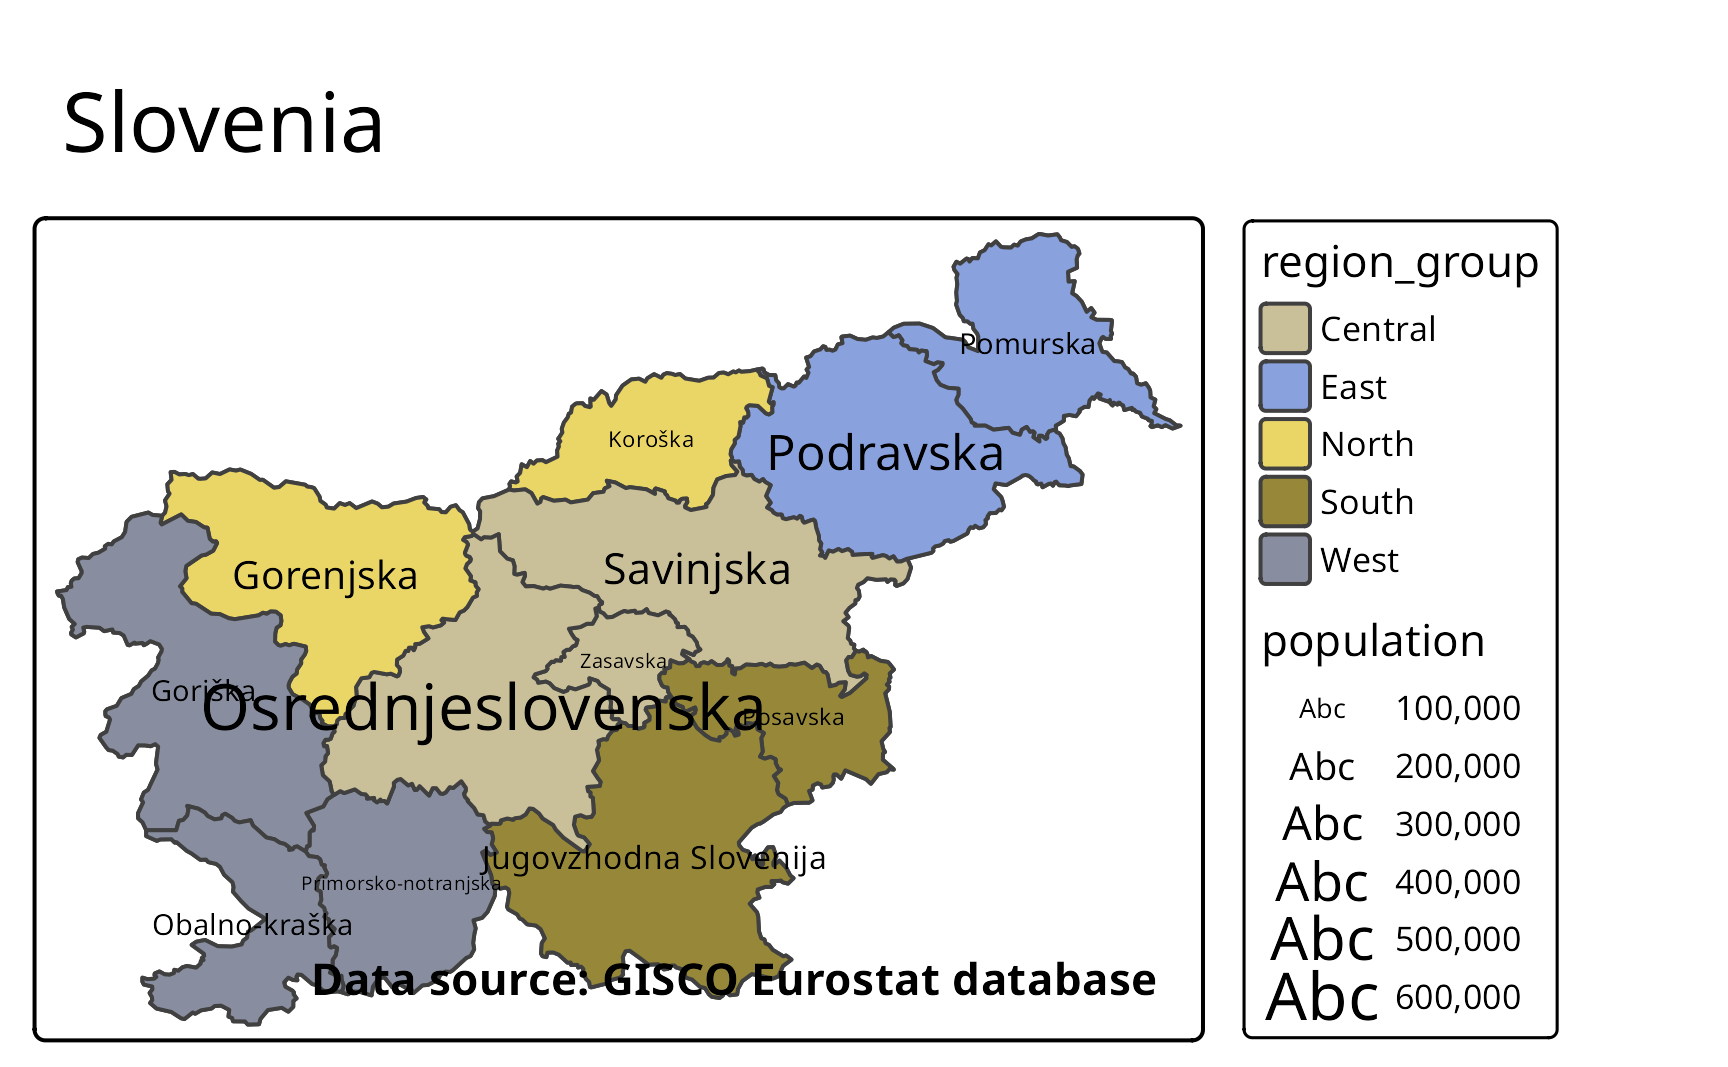 Slovenia
Pomurska
Koroška
Podravska
Gorenjska
Savinjska
Zasavska
Goriška
Osrednjeslovenska
Posavska
Jugovzhodna Slovenija
Primorsko-notranjska
Obalno-kraška
Data source: GISCO Eurostat database
region_group
Central
East
North
South
West
population
Abc 100,000
Abc 200,000
Abc 300,000
Abc 400,000
Abc 500,000
Abc 600,000